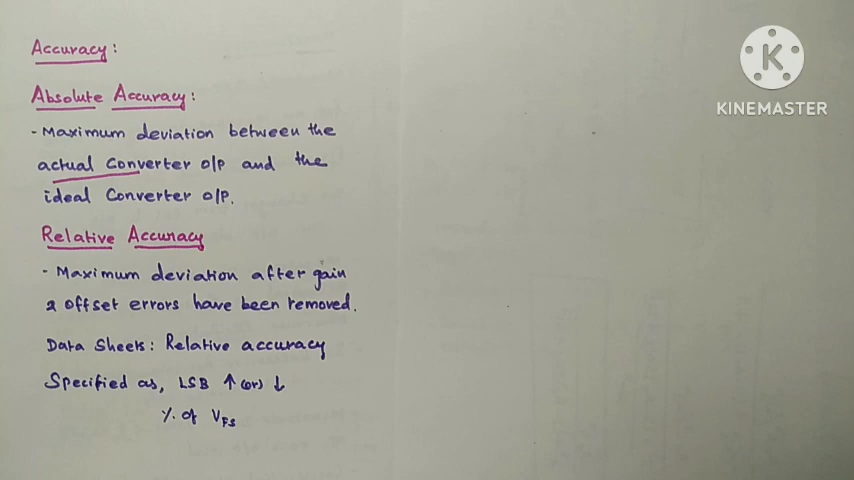 Accuracy:
Absolute Accuracy:
- Maximum deviation between the
actual Converter o/p and the
ideal Converter o/p.
Relative Accuracy
- Maximum deviation after gain
& offset errors have been removed.
Data Sheets: Relative accuracy
Specified as, LSB ↑ (or) ↓
% of VFS
K
KINEMASTER